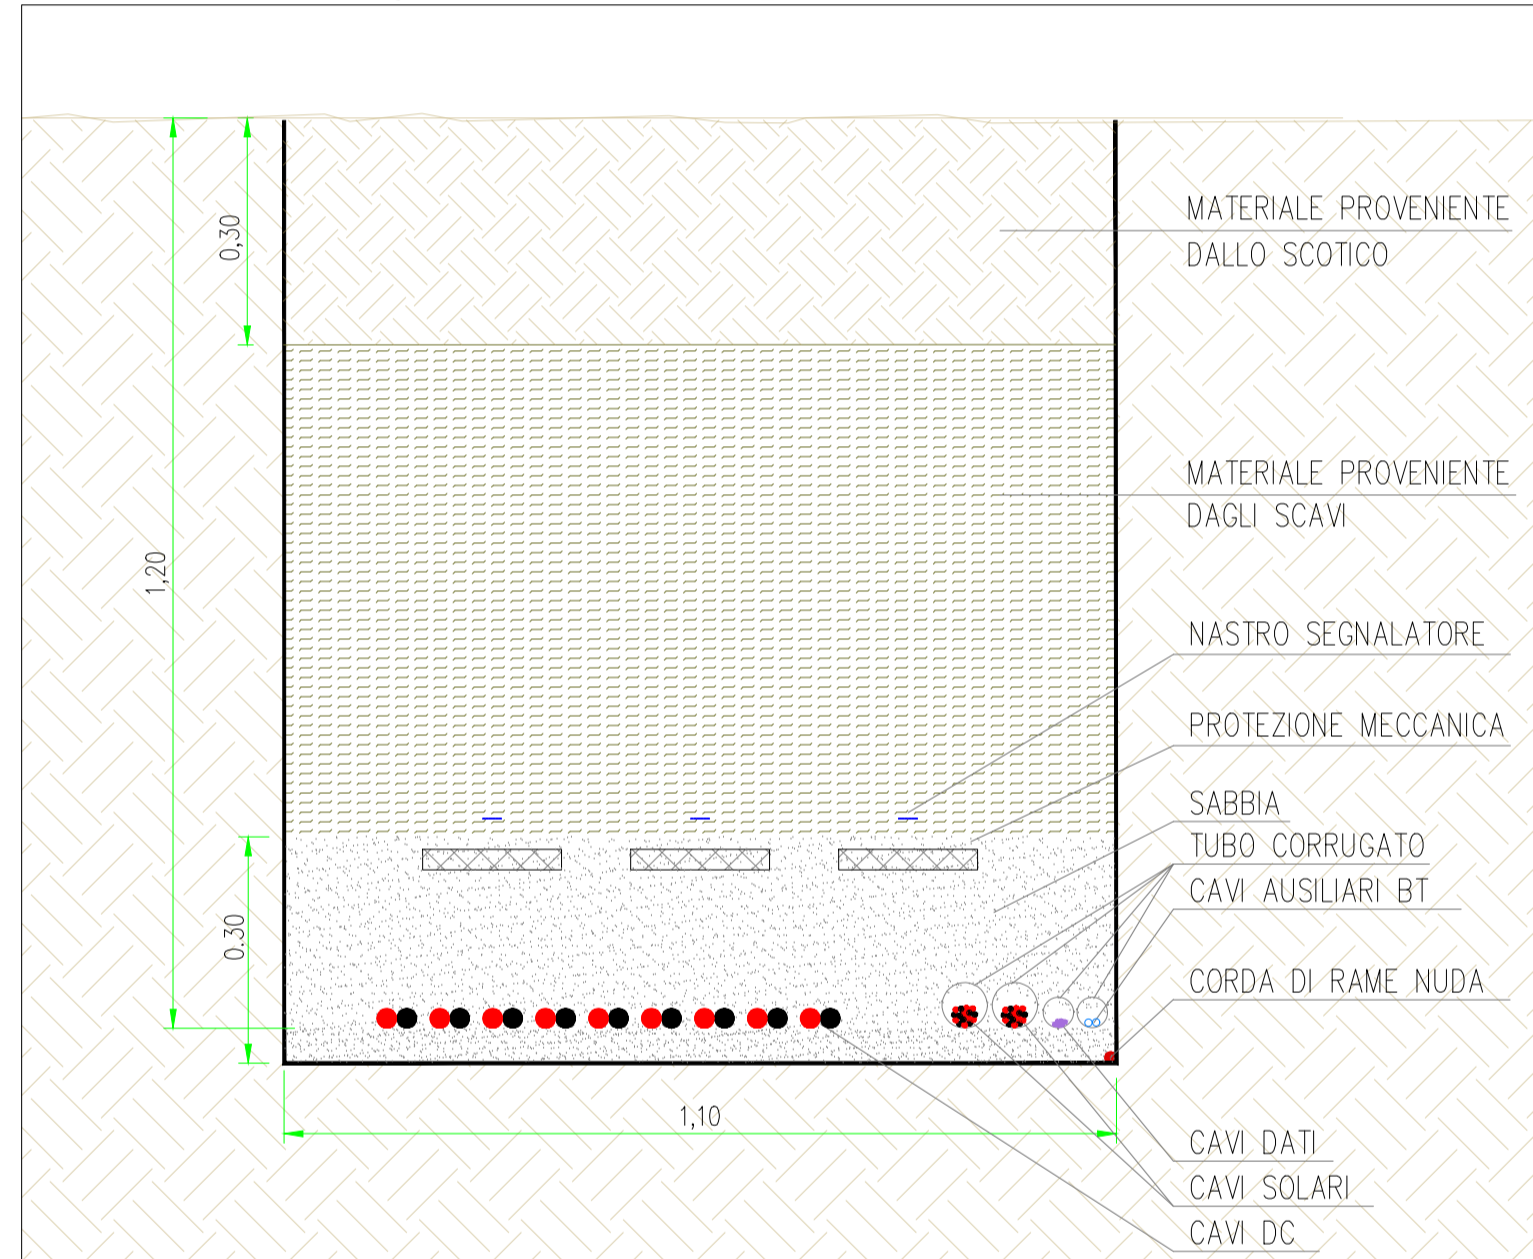 0,30
MATERIALE PROVENIENTE
DALLO SCOTICO
MATERIALE PROVENIENTE
DAGLI SCAVI
1,20
NASTRO SEGNALATORE
PROTEZIONE MECCANICA
SABBIA
TUBO CORRUGATO
CAVI AUSILIARI BT
0.30
CORDA DI RAME NUDA
1,10
CAVI DATI
CAVI SOLARI
CAVI DC